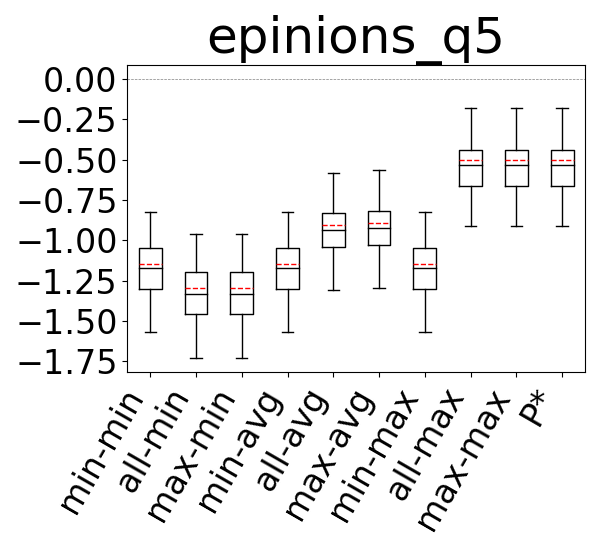 epinions_q5
0.00
−0.25
−0.50
−0.75
−1.00
−1.25
−1.50
−1.75
min-min
all-min
max-min
min-avg
all-avg
max-avg
min-max
all-max
max-max
P*